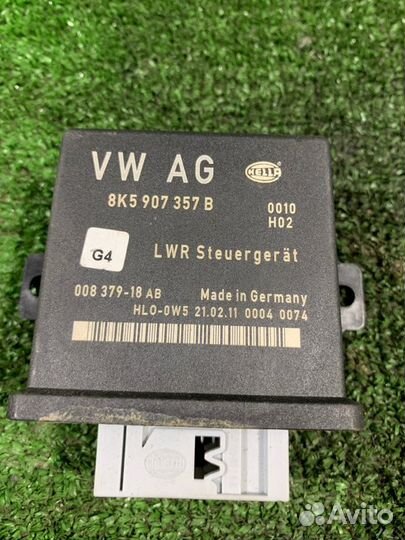 VW AG
HELLA
8K5 907 357 B
0010
H02
G4
LWR Steuergerät
008 379-18 AB
Made in Germany
HLO-0W5 21.02.11 0004 0074
Avito